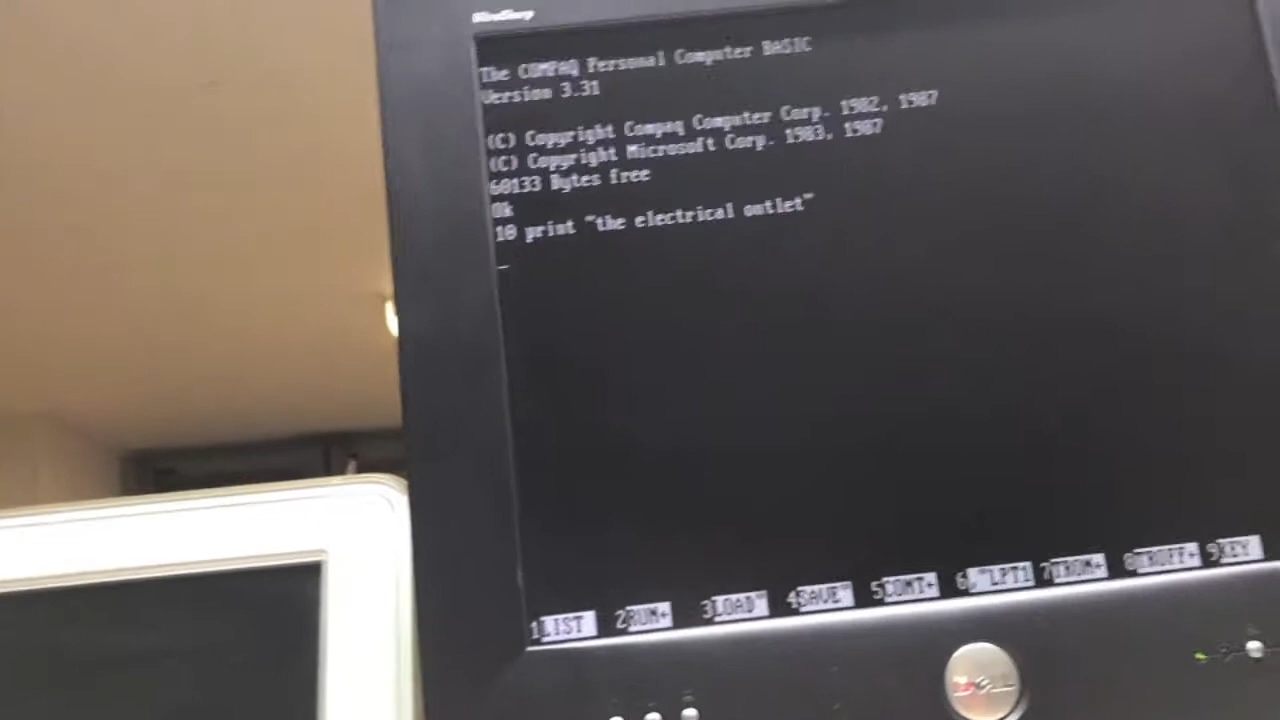 The COMPAQ Personal Computer BASIC
Version 3.31
(C) Copyright Compaq Computer Corp. 1982, 1987
(C) Copyright Microsoft Corp. 1983, 1987
60133 Bytes free
Ok
10 print "the electrical outlet"
1LIST 2RUN← 3LOAD" 4SAVE" 5CONT← 6,"LPT1 7TRON← 8TROFF← 9KEY
DELL